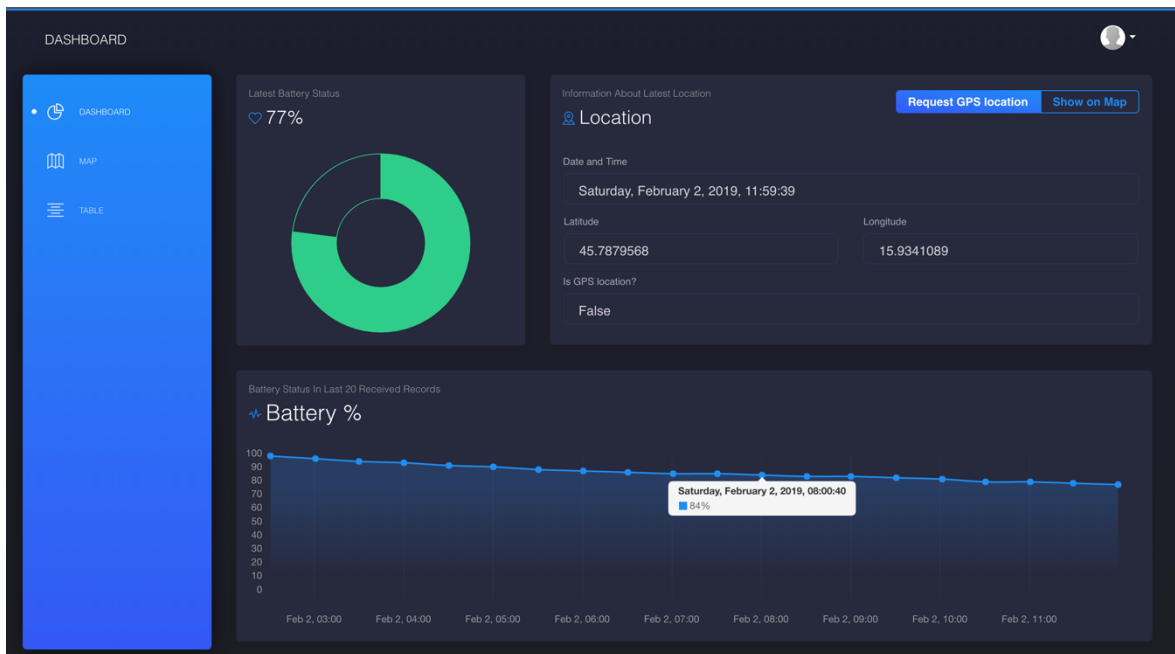 DASHBOARD
DASHBOARD
MAP
TABLE
Latest Battery Status
77%
Information About Latest Location
Location
Request GPS location
Show on Map
Date and Time
Saturday, February 2, 2019, 11:59:39
Latitude
Longitude
45.7879568
15.9341089
Is GPS location?
False
Battery Status In Last 20 Received Records
Battery %
100
90
80
70
60
50
40
30
20
10
0
Saturday, February 2, 2019, 08:00:40
84%
Feb 2, 03:00
Feb 2, 04:00
Feb 2, 05:00
Feb 2, 06:00
Feb 2, 07:00
Feb 2, 08:00
Feb 2, 09:00
Feb 2, 10:00
Feb 2, 11:00